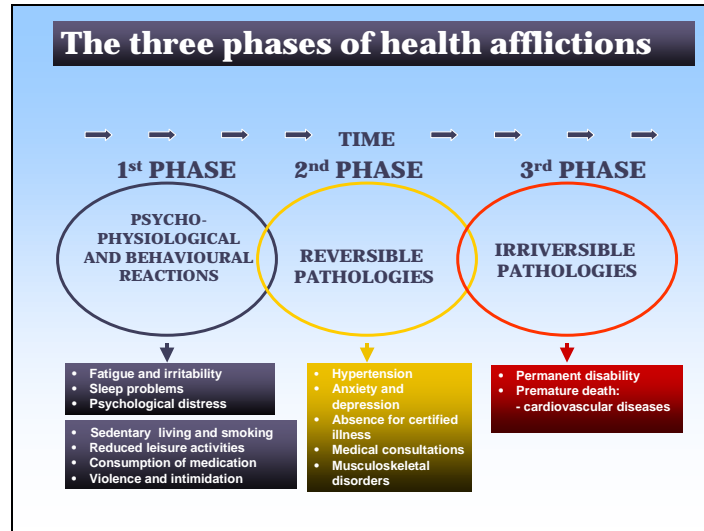 The three phases of health afflictions
TIME
1st PHASE
2nd PHASE
3rd PHASE
PSYCHO-
PHYSIOLOGICAL
AND BEHAVIOURAL
REACTIONS
REVERSIBLE
PATHOLOGIES
IRRIVERSIBLE
PATHOLOGIES
• Fatigue and irritability
• Sleep problems
• Psychological distress
• Sedentary living and smoking
• Reduced leisure activities
• Consumption of medication
• Violence and intimidation
• Hypertension
• Anxiety and
depression
• Absence for certified
illness
• Medical consultations
• Musculoskeletal
disorders
• Permanent disability
• Premature death:
- cardiovascular diseases